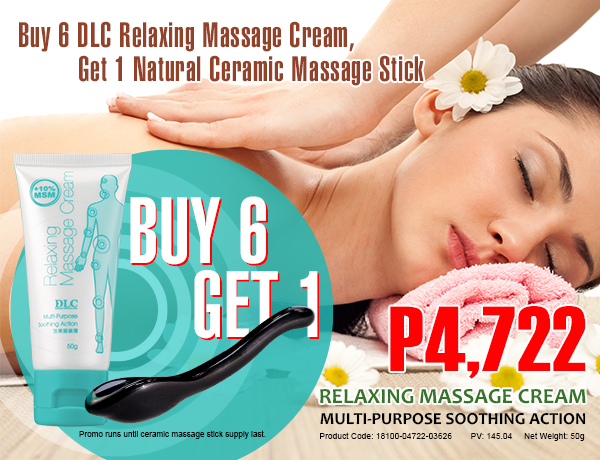 Buy 6 DLC Relaxing Massage Cream,
Get 1 Natural Ceramic Massage Stick
+10%
MSM
Relaxing
Massage Cream
DLC
Multi-Purpose
Soothing Action
50g
BUY 6
GET 1
P4,722
RELAXING MASSAGE CREAM
MULTI-PURPOSE SOOTHING ACTION
Promo runs until ceramic massage stick supply last.
Product Code: 18100-04722-03626 PV: 145.04 Net Weight: 50g